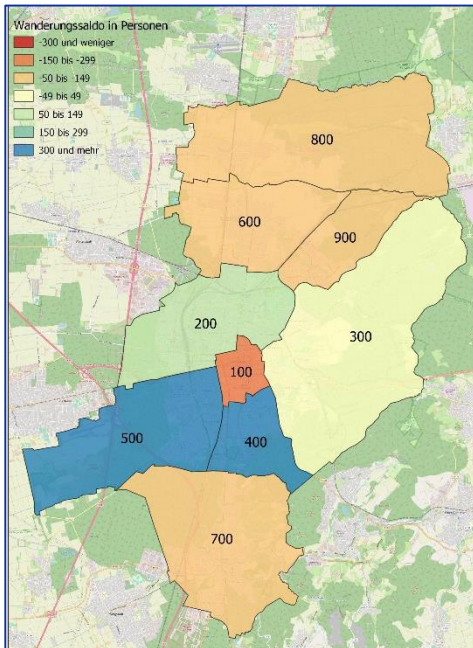 Wanderungssaldo in Personen
-300 und weniger
-150 bis -299
-50 bis -149
-49 bis 49
50 bis 149
150 bis 299
300 und mehr
800
600
900
200
300
100
500
400
700